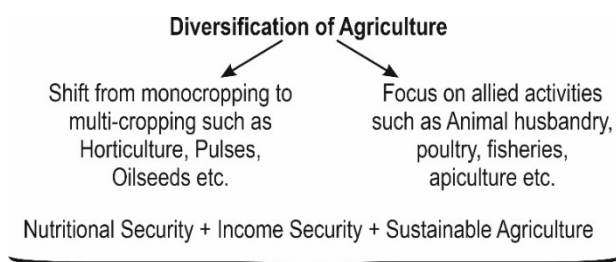 Diversification of Agriculture
Shift from monocropping to
multi-cropping such as
Horticulture, Pulses,
Oilseeds etc.
Focus on allied activities
such as Animal husbandry,
poultry, fisheries,
apiculture etc.
Nutritional Security + Income Security + Sustainable Agriculture